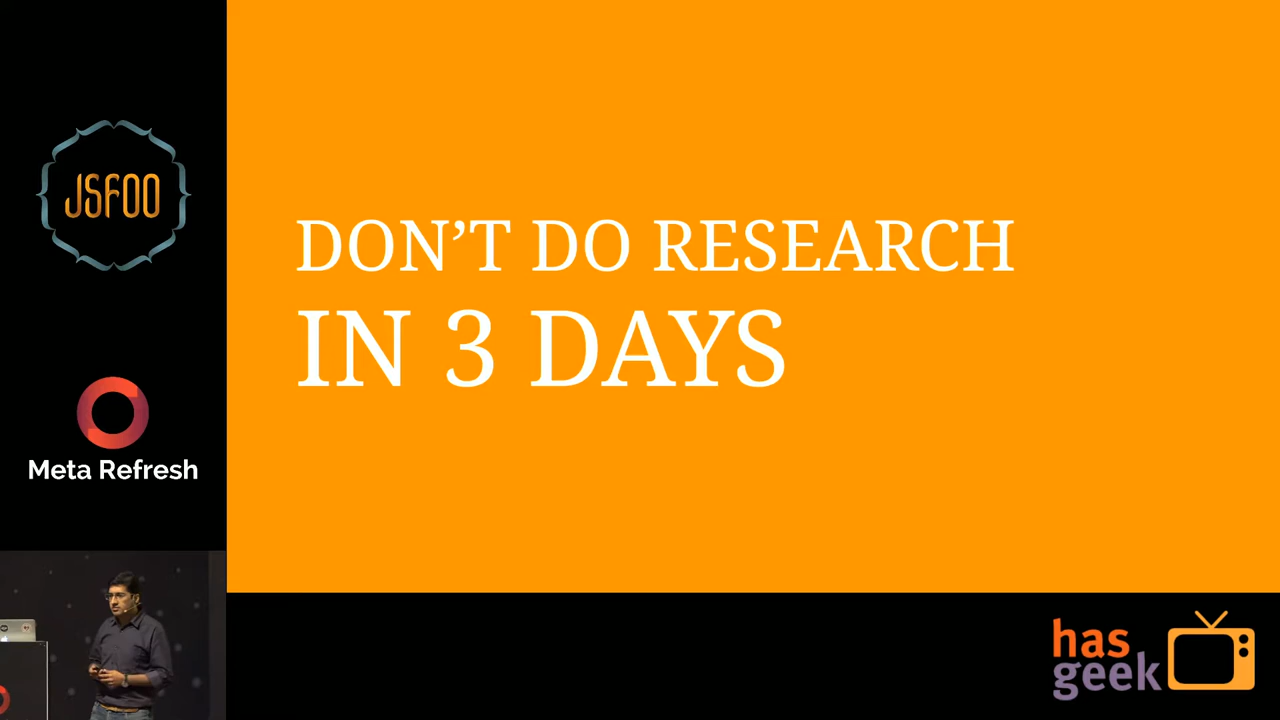 JSFOO
Meta Refresh
DON’T DO RESEARCH
IN 3 DAYS
has
geek